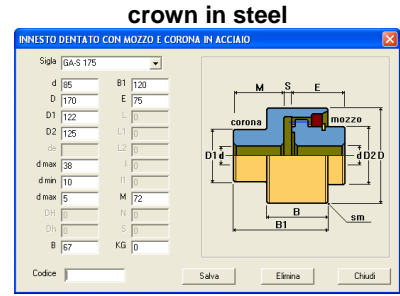 crown in steel
INNESTO DENTATO CON MOZZO E CORONA IN ACCIAIO
Sigla GA-S 175
d 85 B1 120
D 170 E 75
D1 122 L 0
D2 125 L1 0
de L2 0
d max 38 I 0
d min 10 I1 0
d max 5 M 72
DH 0 N 0
Dh 0 S 0
B 67 KG 0
Codice
Salva Elimina Chiudi
M S E
corona mozzo
D1 d d D2 D
B
sm
B1